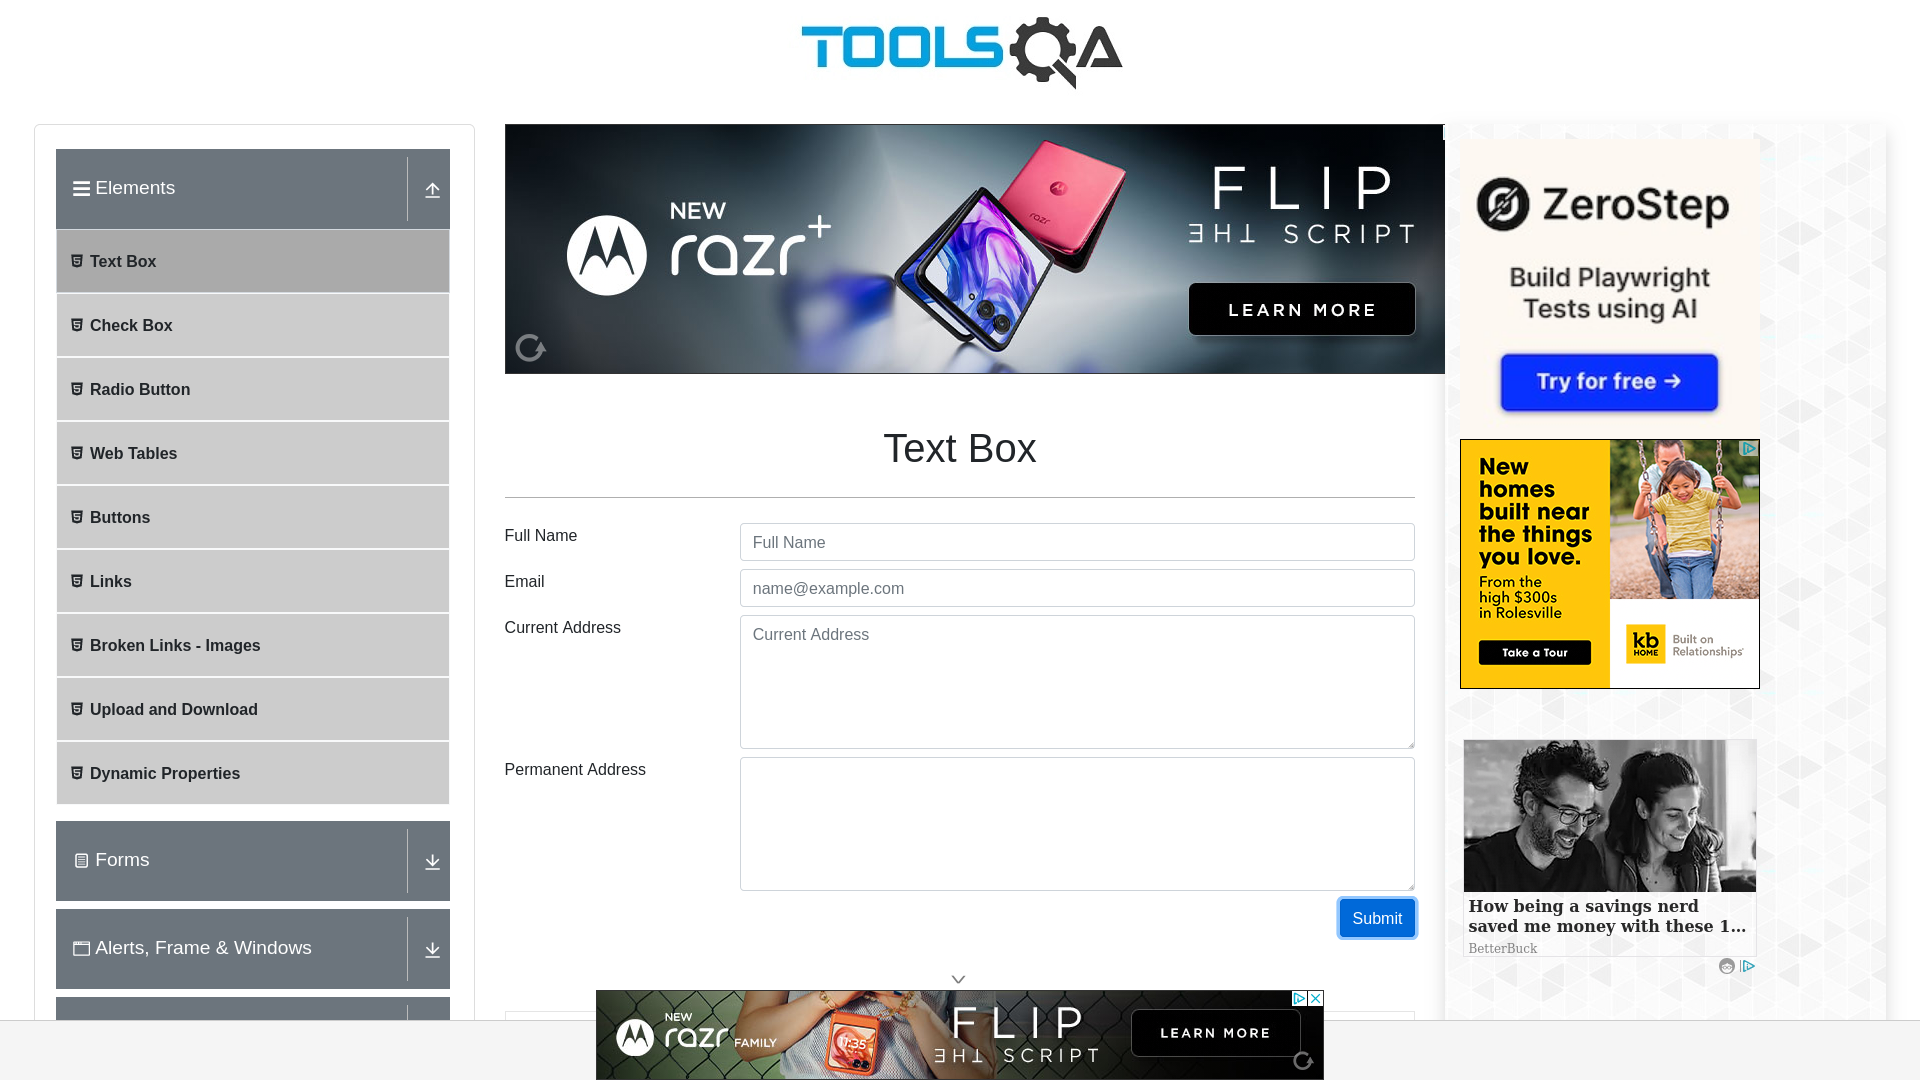 TOOLSQA
Elements
Text Box
Check Box
Radio Button
Web Tables
Buttons
Links
Broken Links - Images
Upload and Download
Dynamic Properties
Forms
Alerts, Frame & Windows
NEW
razr+
FLIP
THE SCRIPT
LEARN MORE
Text Box
Full Name
Full Name
Email
name@example.com
Current Address
Current Address
Permanent Address
Submit
ZeroStep
Build Playwright
Tests using AI
Try for free →
New
homes
built near
the things
you love.
From the
high $300s
in Rolesville
Take a Tour
kb
HOME
Built on
Relationships®
How being a savings nerd
saved me money with these 1...
BetterBuck
NEW
razr FAMILY
11:35
FLIP
THE SCRIPT
LEARN MORE